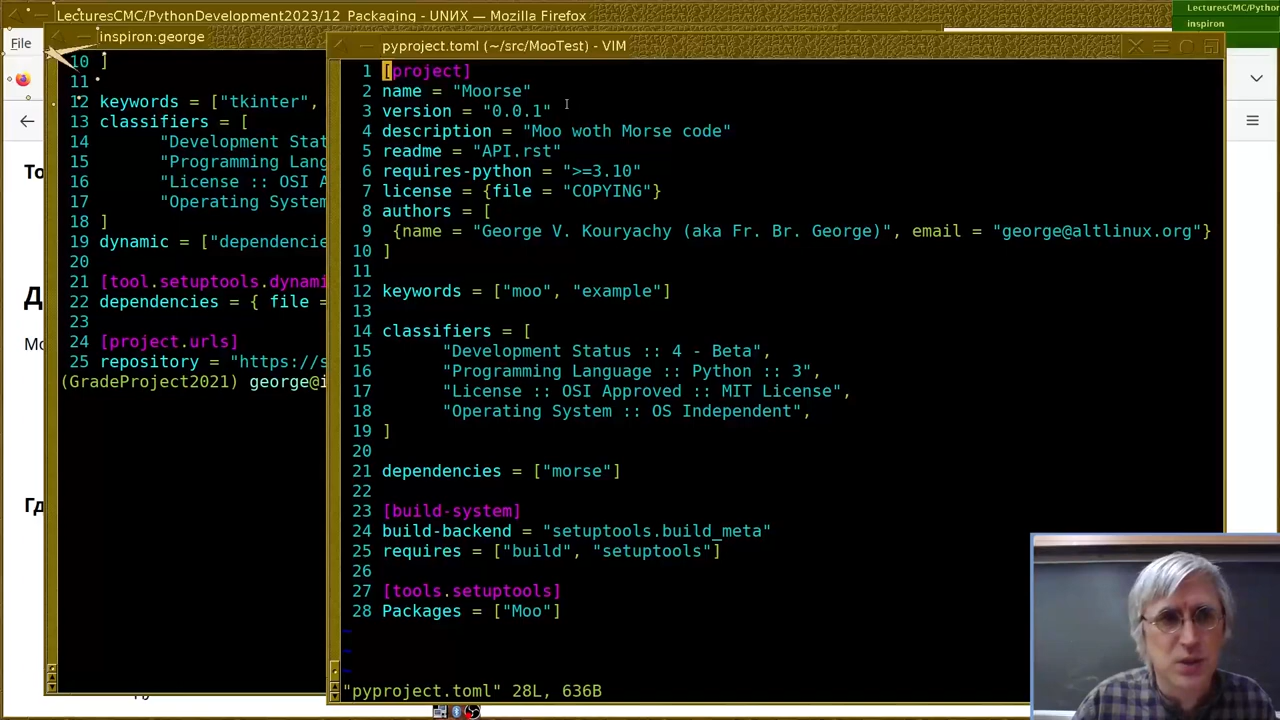 LecturesCMC/PythonDevelopment2023/12_Packaging - UNИX — Mozilla Firefox
LecturesCMC/Python
inspiron
inspiron:george
File
pyproject.toml (~/src/MooTest) - VIM
10 ]
11
12 keywords = ["tkinter",
13 classifiers = [
14 "Development Stat
15 "Programming Lang
16 "License :: OSI A
17 "Operating System
18 ]
19 dynamic = ["dependencie
20
21 [tool.setuptools.dynami
22 dependencies = { file =
23
24 [project.urls]
25 repository = "https://s
(GradeProject2021) george@i
1 [project]
2 name = "Moorse"
3 version = "0.0.1"
4 description = "Moo woth Morse code"
5 readme = "API.rst"
6 requires-python = ">=3.10"
7 license = {file = "COPYING"}
8 authors = [
9 {name = "George V. Kouryachy (aka Fr. Br. George)", email = "george@altlinux.org"}
10 ]
11
12 keywords = ["moo", "example"]
13
14 classifiers = [
15 "Development Status :: 4 - Beta",
16 "Programming Language :: Python :: 3",
17 "License :: OSI Approved :: MIT License",
18 "Operating System :: OS Independent",
19 ]
20
21 dependencies = ["morse"]
22
23 [build-system]
24 build-backend = "setuptools.build_meta"
25 requires = ["build", "setuptools"]
26
27 [tools.setuptools]
28 Packages = ["Moo"]
~
~
~
"pyproject.toml" 28L, 636B